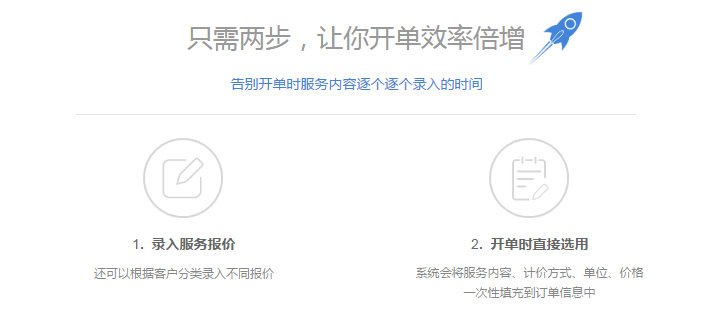 只需两步，让你开单效率倍增
告别开单时服务内容逐个逐个录入的时间
1. 录入服务报价
还可以根据客户分类录入不同报价
2. 开单时直接选用
系统会将服务内容、计价方式、单位、价格
一次性填充到订单信息中